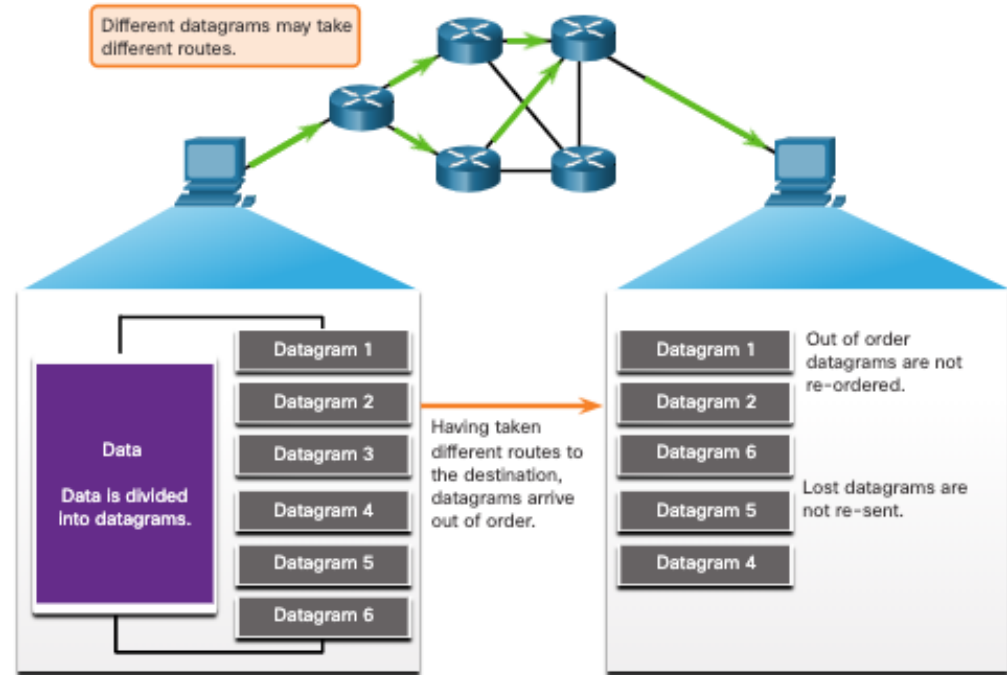 Different datagrams may take
different routes.
Data
Data is divided
into datagrams.
Datagram 1
Datagram 2
Datagram 3
Datagram 4
Datagram 5
Datagram 6
Having taken
different routes to
the destination,
datagrams arrive
out of order.
Datagram 1
Datagram 2
Datagram 6
Datagram 5
Datagram 4
Out of order
datagrams are not
re-ordered.
Lost datagrams are
not re-sent.